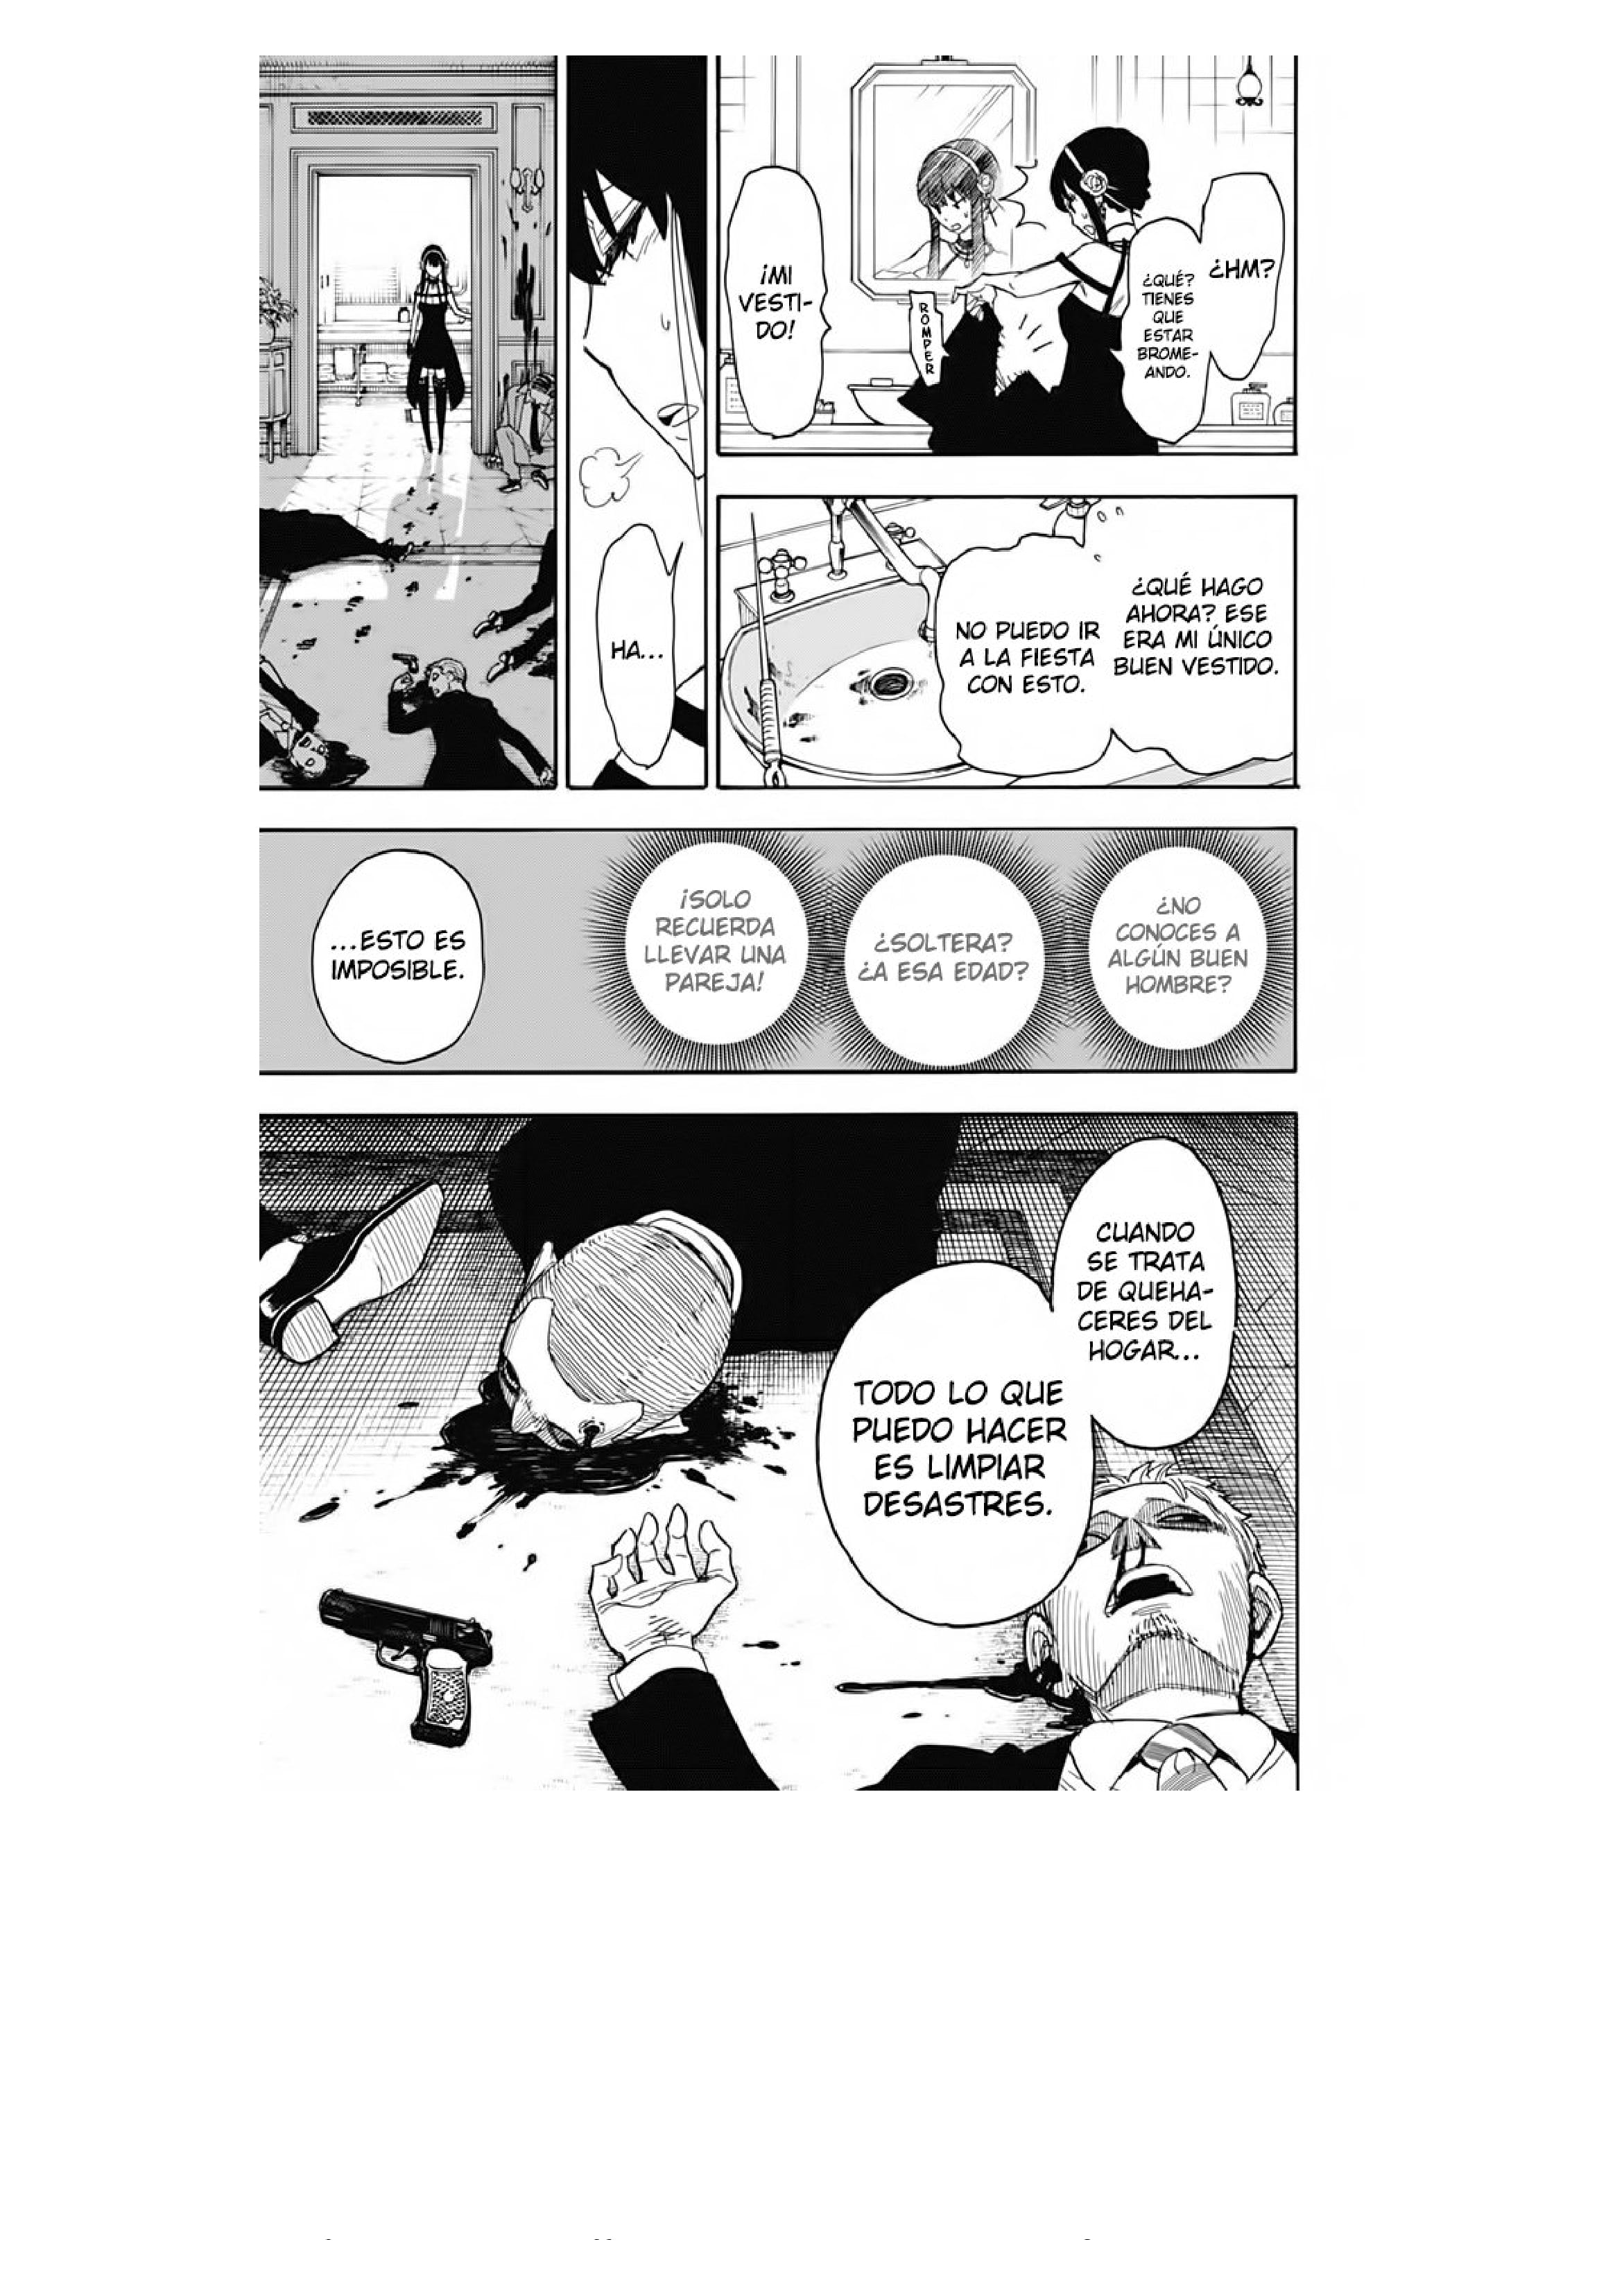 ¿HM?
¿QUÉ?
TIENES
QUE
ESTAR
BROME-
ANDO.
ROMPER
¡MI
VESTI-
DO!
¿QUÉ HAGO
AHORA? ESE
ERA MI ÚNICO
BUEN VESTIDO.
NO PUEDO IR
A LA FIESTA
CON ESTO.
HA...
¿NO
CONOCES A
ALGÚN BUEN
HOMBRE?
¿SOLTERA?
¿A ESA EDAD?
¡SOLO
RECUERDA
LLEVAR UNA
PAREJA!
...ESTO ES
IMPOSIBLE.
CUANDO
SE TRATA
DE QUEHA-
CERES DEL
HOGAR...
TODO LO QUE
PUEDO HACER
ES LIMPIAR
DESASTRES.